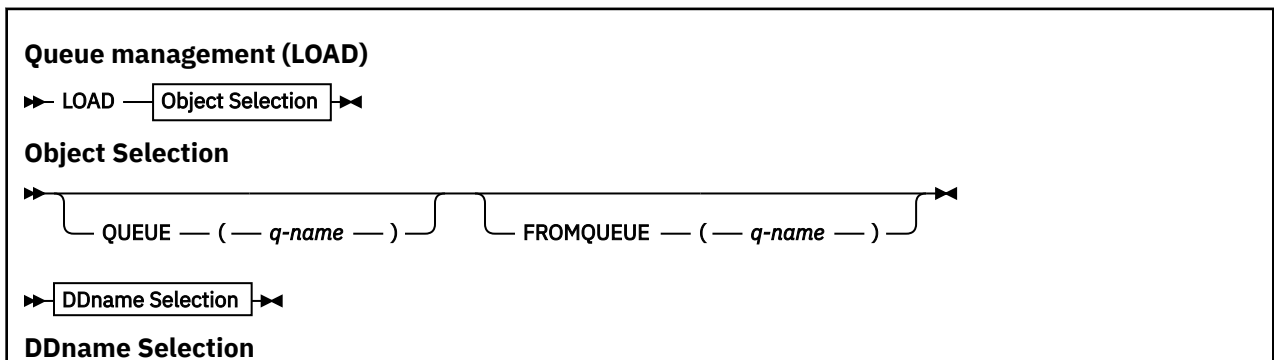 Queue management (LOAD)
LOAD Object Selection
Object Selection
QUEUE ( q-name ) FROMQUEUE ( q-name )
DDname Selection
DDname Selection